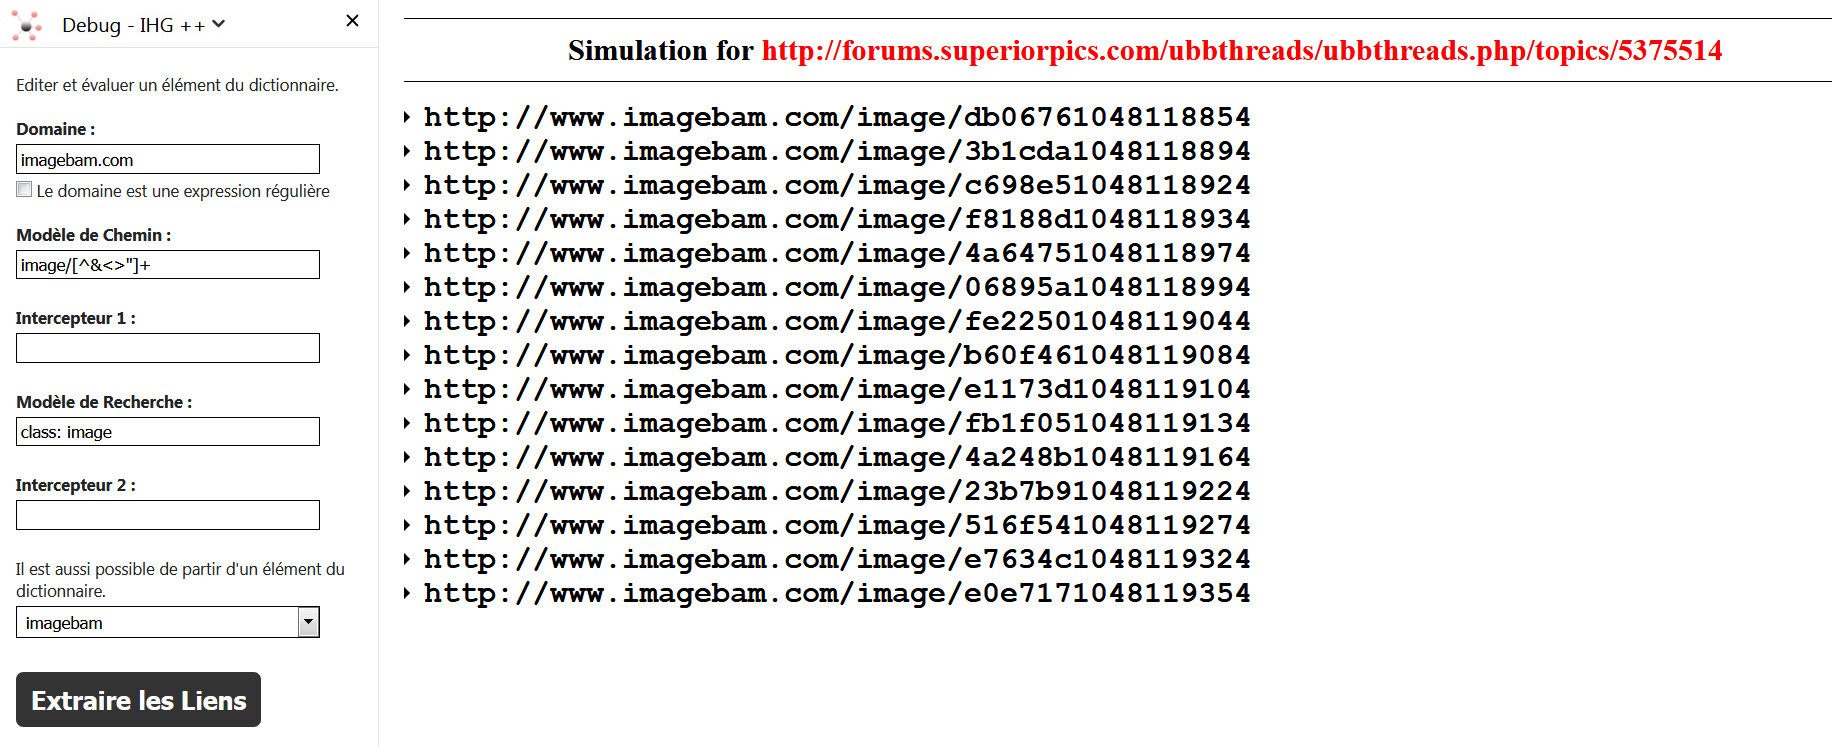 Debug - IHG ++
Editer et évaluer un élément du dictionnaire.
Domaine :
imagebam.com
Le domaine est une expression régulière
Modèle de Chemin :
image/[^&<>"]+
Intercepteur 1 :
Modèle de Recherche :
class: image
Intercepteur 2 :
Il est aussi possible de partir d'un élément du
dictionnaire.
imagebam
Extraire les Liens
Simulation for http://forums.superiorpics.com/ubbthreads/ubbthreads.php/topics/5375514
http://www.imagebam.com/image/db06761048118854
http://www.imagebam.com/image/3b1cda1048118894
http://www.imagebam.com/image/c698e51048118924
http://www.imagebam.com/image/f8188d1048118934
http://www.imagebam.com/image/4a64751048118974
http://www.imagebam.com/image/06895a1048118994
http://www.imagebam.com/image/fe22501048119044
http://www.imagebam.com/image/b60f461048119084
http://www.imagebam.com/image/e1173d1048119104
http://www.imagebam.com/image/fb1f051048119134
http://www.imagebam.com/image/4a248b1048119164
http://www.imagebam.com/image/23b7b91048119224
http://www.imagebam.com/image/516f541048119274
http://www.imagebam.com/image/e7634c1048119324
http://www.imagebam.com/image/e0e7171048119354